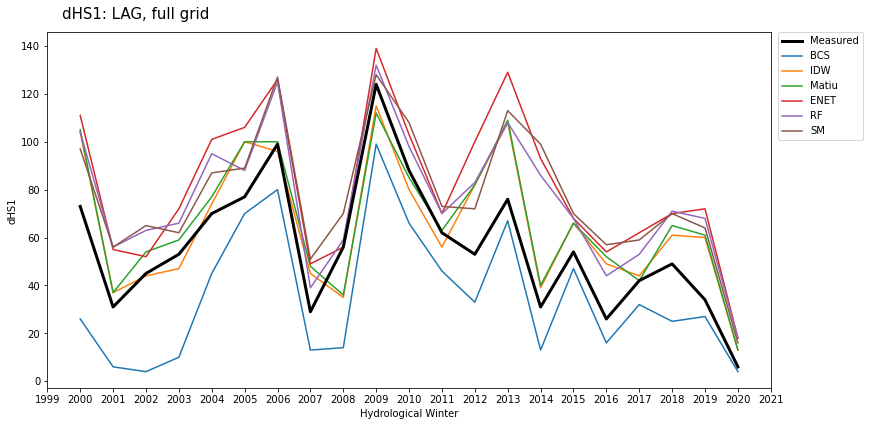 dHS1: LAG, full grid
140
120
100
80
60
40
20
0
dHS1
1999 2000 2001 2002 2003 2004 2005 2006 2007 2008 2009 2010 2011 2012 2013 2014 2015 2016 2017 2018 2019 2020 2021
Hydrological Winter
Measured
BCS
IDW
Matiu
ENET
RF
SM